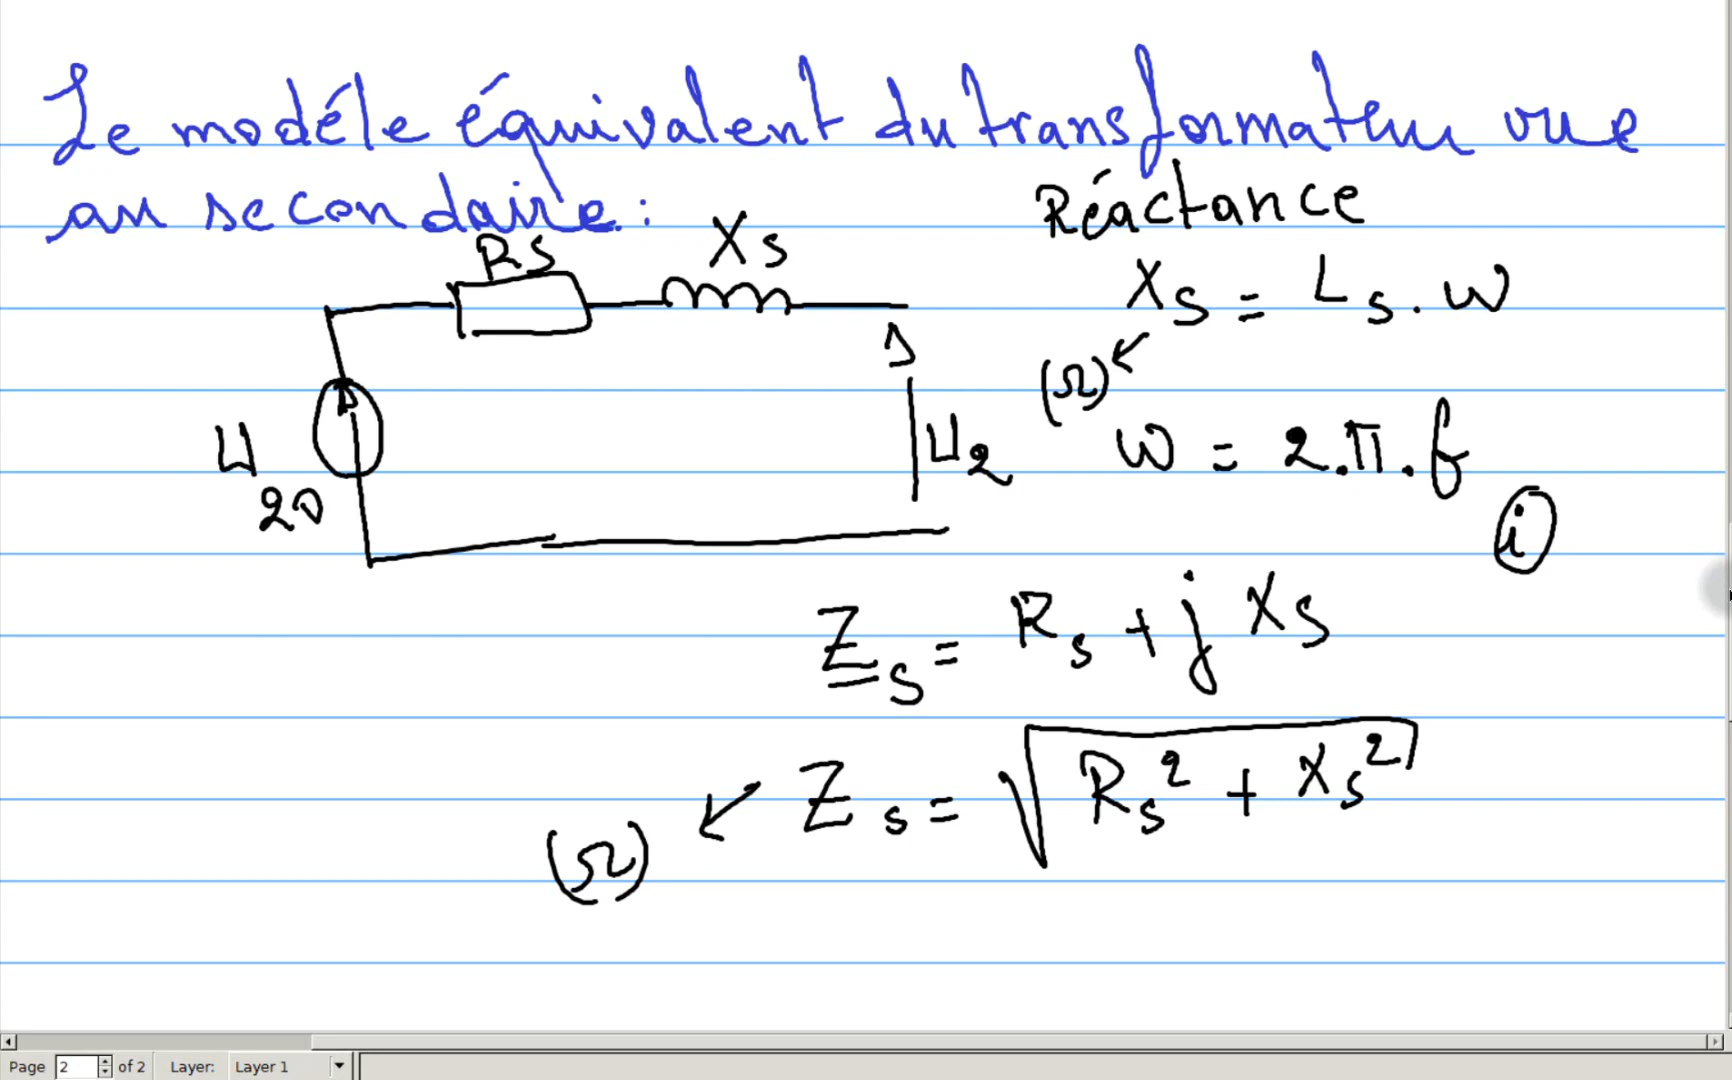 Le modéle équivalent du transformateur vue
au secondaire:
Réactance
RS
XS
XS = LS . W
(Ω)
U20
U2
W = 2.π.f
i
ZS = RS + j XS
ZS = √RS² + XS²
(Ω)
Page 2 of 2 Layer: Layer 1